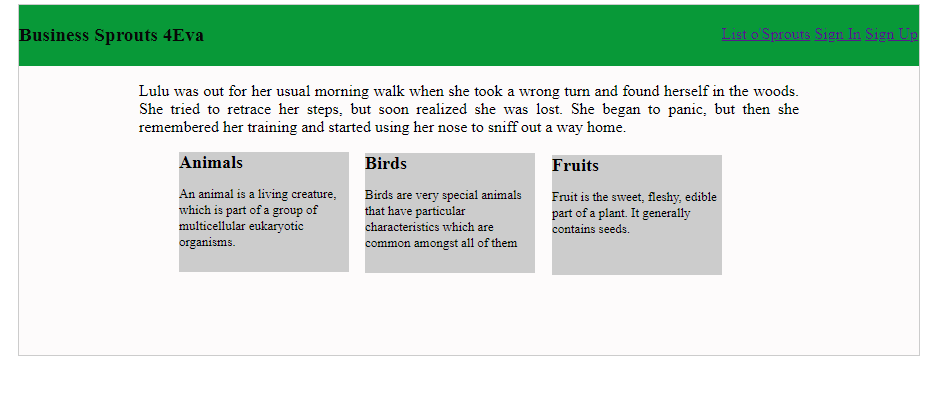 Business Sprouts 4Eva
List o'Sprouts Sign In Sign Up
Lulu was out for her usual morning walk when she took a wrong turn and found herself in the woods.
She tried to retrace her steps, but soon realized she was lost. She began to panic, but then she
remembered her training and started using her nose to sniff out a way home.
Animals
An animal is a living creature,
which is part of a group of
multicellular eukaryotic
organisms.
Birds
Birds are very special animals
that have particular
characteristics which are
common amongst all of them
Fruits
Fruit is the sweet, fleshy, edible
part of a plant. It generally
contains seeds.